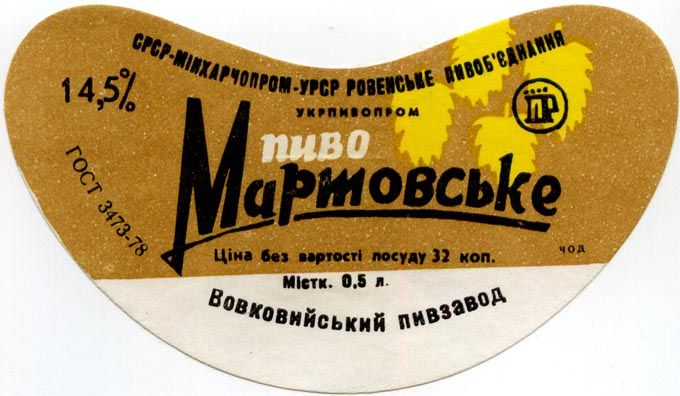 СРСР-МІНХАРЧОПРОМ-УРСР РОВЕНСЬКЕ ПИВОБ'ЄДНАННЯ
УКРПИВОПРОМ
14,5%
ПР
ГОСТ 3473-78
пиво
Мартовське
Ціна без вартості посуду 32 коп.
чод
Містк. 0,5 л.
Вовковийський пивзавод